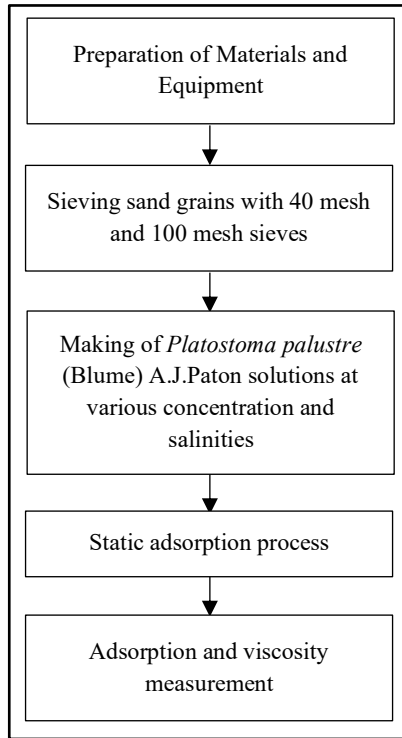 Preparation of Materials and
Equipment
Sieving sand grains with 40 mesh
and 100 mesh sieves
Making of Platostoma palustre
(Blume) A.J.Paton solutions at
various concentration and
salinities
Static adsorption process
Adsorption and viscosity
measurement